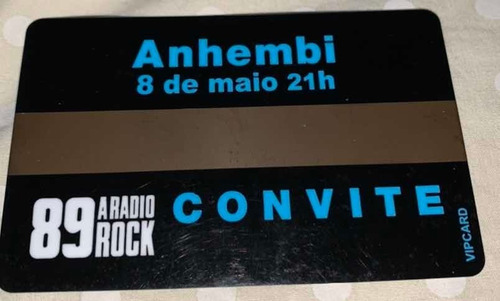 Anhembi
8 de maio 21h
89 A RADIO ROCK
CONVITE
VIPCARD